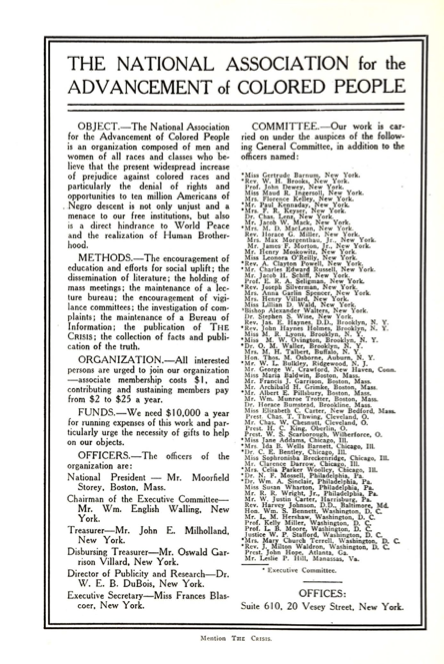 THE NATIONAL ASSOCIATION for the
ADVANCEMENT of COLORED PEOPLE
OBJECT.—The National Association
for the Advancement of Colored People
is an organization composed of men and
women of all races and classes who be-
lieve that the present widespread increase
of prejudice against colored races and
particularly the denial of rights and
opportunities to ten million Americans of
Negro descent is not only unjust and a
menace to our free institutions, but also
is a direct hindrance to World Peace
and the realization of Human Brother-
hood.
METHODS.—The encouragement of
education and efforts for social uplift; the
dissemination of literature; the holding of
mass meetings; the maintenance of a lec-
ture bureau; the encouragement of vigi-
lance committees; the investigation of com-
plaints; the maintenance of a Bureau of
Information; the publication of THE
CRISIS; the collection of facts and publi-
cation of the truth.
ORGANIZATION.—All interested
persons are urged to join our organization
—associate membership costs $1, and
contributing and sustaining members pay
from $2 to $25 a year.
FUNDS.—We need $10,000 a year
for running expenses of this work and par-
ticularly urge the necessity of gifts to help
on our objects.
OFFICERS.—The officers of the
organization are:
National President — Mr. Moorfield
Storey, Boston, Mass.
Chairman of the Executive Committee—
Mr. Wm. English Walling, New
York.
Treasurer—Mr. John E. Milholland,
New York.
Disbursing Treasurer—Mr. Oswald Gar-
rison Villard, New York.
Director of Publicity and Research—Dr.
W. E. B. DuBois, New York.
Executive Secretary—Miss Frances Blas-
coer, New York.
COMMITTEE.—Our work is car-
ried on under the auspices of the follow-
ing General Committee, in addition to the
officers named:
*Miss Gertrude Barnum, New York.
*Rev. W. H. Brooks, New York.
Prof. John Dewey, New York.
Miss Maud R. Ingersoll, New York.
Mrs. Florence Kelley, New York.
*Mr. Paul Kennaday, New York.
*Mrs. F. R. Keyser, New York.
Dr. Chas. Lenz, New York.
Mr. Jacob W. Mack, New York.
*Mrs. M. D. MacLean, New York.
Rev. Horace G. Miller, New York.
Mrs. Max Morgenthau, Jr., New York.
Mr. James F. Morton, Jr., New York.
Mr. Henry Moskowitz, New York.
Miss Leonora O'Reilly, New York.
*Rev. A. Clayton Powell, New York.
*Mr. Charles Edward Russell, New York.
Mr. Jacob H. Schiff, New York.
Prof. E. R. A. Seligman, New York.
*Rev. Joseph Silverman, New York.
Mrs. Anna Garlin Spencer, New York.
Mrs. Henry Villard, New York.
Miss Lillian D. Wald, New York.
*Bishop Alexander Walters, New York.
Dr. Stephen S. Wise, New York.
Rev. Jas. E. Haynes, D.D., Brooklyn, N. Y.
*Rev. John Haynes Holmes, Brooklyn, N. Y.
Miss M. R. Lyons, Brooklyn, N. Y.
*Miss M. W. Ovington, Brooklyn, N. Y.
*Dr. O. M. Waller, Brooklyn, N. Y.
Mrs. M. H. Talbert, Buffalo, N. Y.
Hon. Thos. M. Osborne, Auburn, N. Y.
*Mr. W. L. Bulkley, Ridgewood, N. J.
Mr. George W. Crawford, New Haven, Conn.
Miss Maria Baldwin, Boston, Mass.
Mr. Francis J. Garrison, Boston, Mass.
Mr. Archibald H. Grimke, Boston, Mass.
*Mr. Albert E. Pillsbury, Boston, Mass.
Mr. Wm. Munroe Trotter, Boston, Mass.
Dr. Horace Bumstead, Brookline, Mass.
Miss Elizabeth C. Carter, New Bedford, Mass.
Prest. Chas. T. Thwing, Cleveland, O.
Mr. Chas. W. Chesnutt, Cleveland, O.
Prest. H. C. King, Oberlin, O.
Prest. W. S. Scarborough, Wilberforce, O.
*Miss Jane Addams, Chicago, Ill.
*Mrs. Ida B. Wells Barnett, Chicago, Ill.
*Dr. C. E. Bentley, Chicago, Ill.
Miss Sophronisba Breckenridge, Chicago, Ill.
Mr. Clarence Darrow, Chicago, Ill.
*Mrs. Celia Parker Woolley, Chicago, Ill.
*Dr. N. F. Mossell, Philadelphia, Pa.
*Dr. Wm. A. Sinclair, Philadelphia, Pa.
Miss Susan Wharton, Philadelphia, Pa.
Mr. R. R. Wright, Jr., Philadelphia, Pa.
Mr. W. Justin Carter, Harrisburg, Pa.
Rev. Harvey Johnson, D.D., Baltimore, Md.
Hon. Wm. S. Bennett, Washington, D. C.
Mr. L. M. Hershaw, Washington, D. C.
Prof. Kelly Miller, Washington, D. C.
Prof. L. B. Moore, Washington, D. C.
Justice W. P. Stafford, Washington, D. C.
*Mrs. Mary Church Terrell, Washington, D. C.
*Rev. J. Milton Waldron, Washington, D. C.
Prest. John Hope, Atlanta, Ga.
Mr. Leslie P. Hill, Manassas, Va.
* Executive Committee.
OFFICES:
Suite 610, 20 Vesey Street, New York.
Mention THE CRISIS.